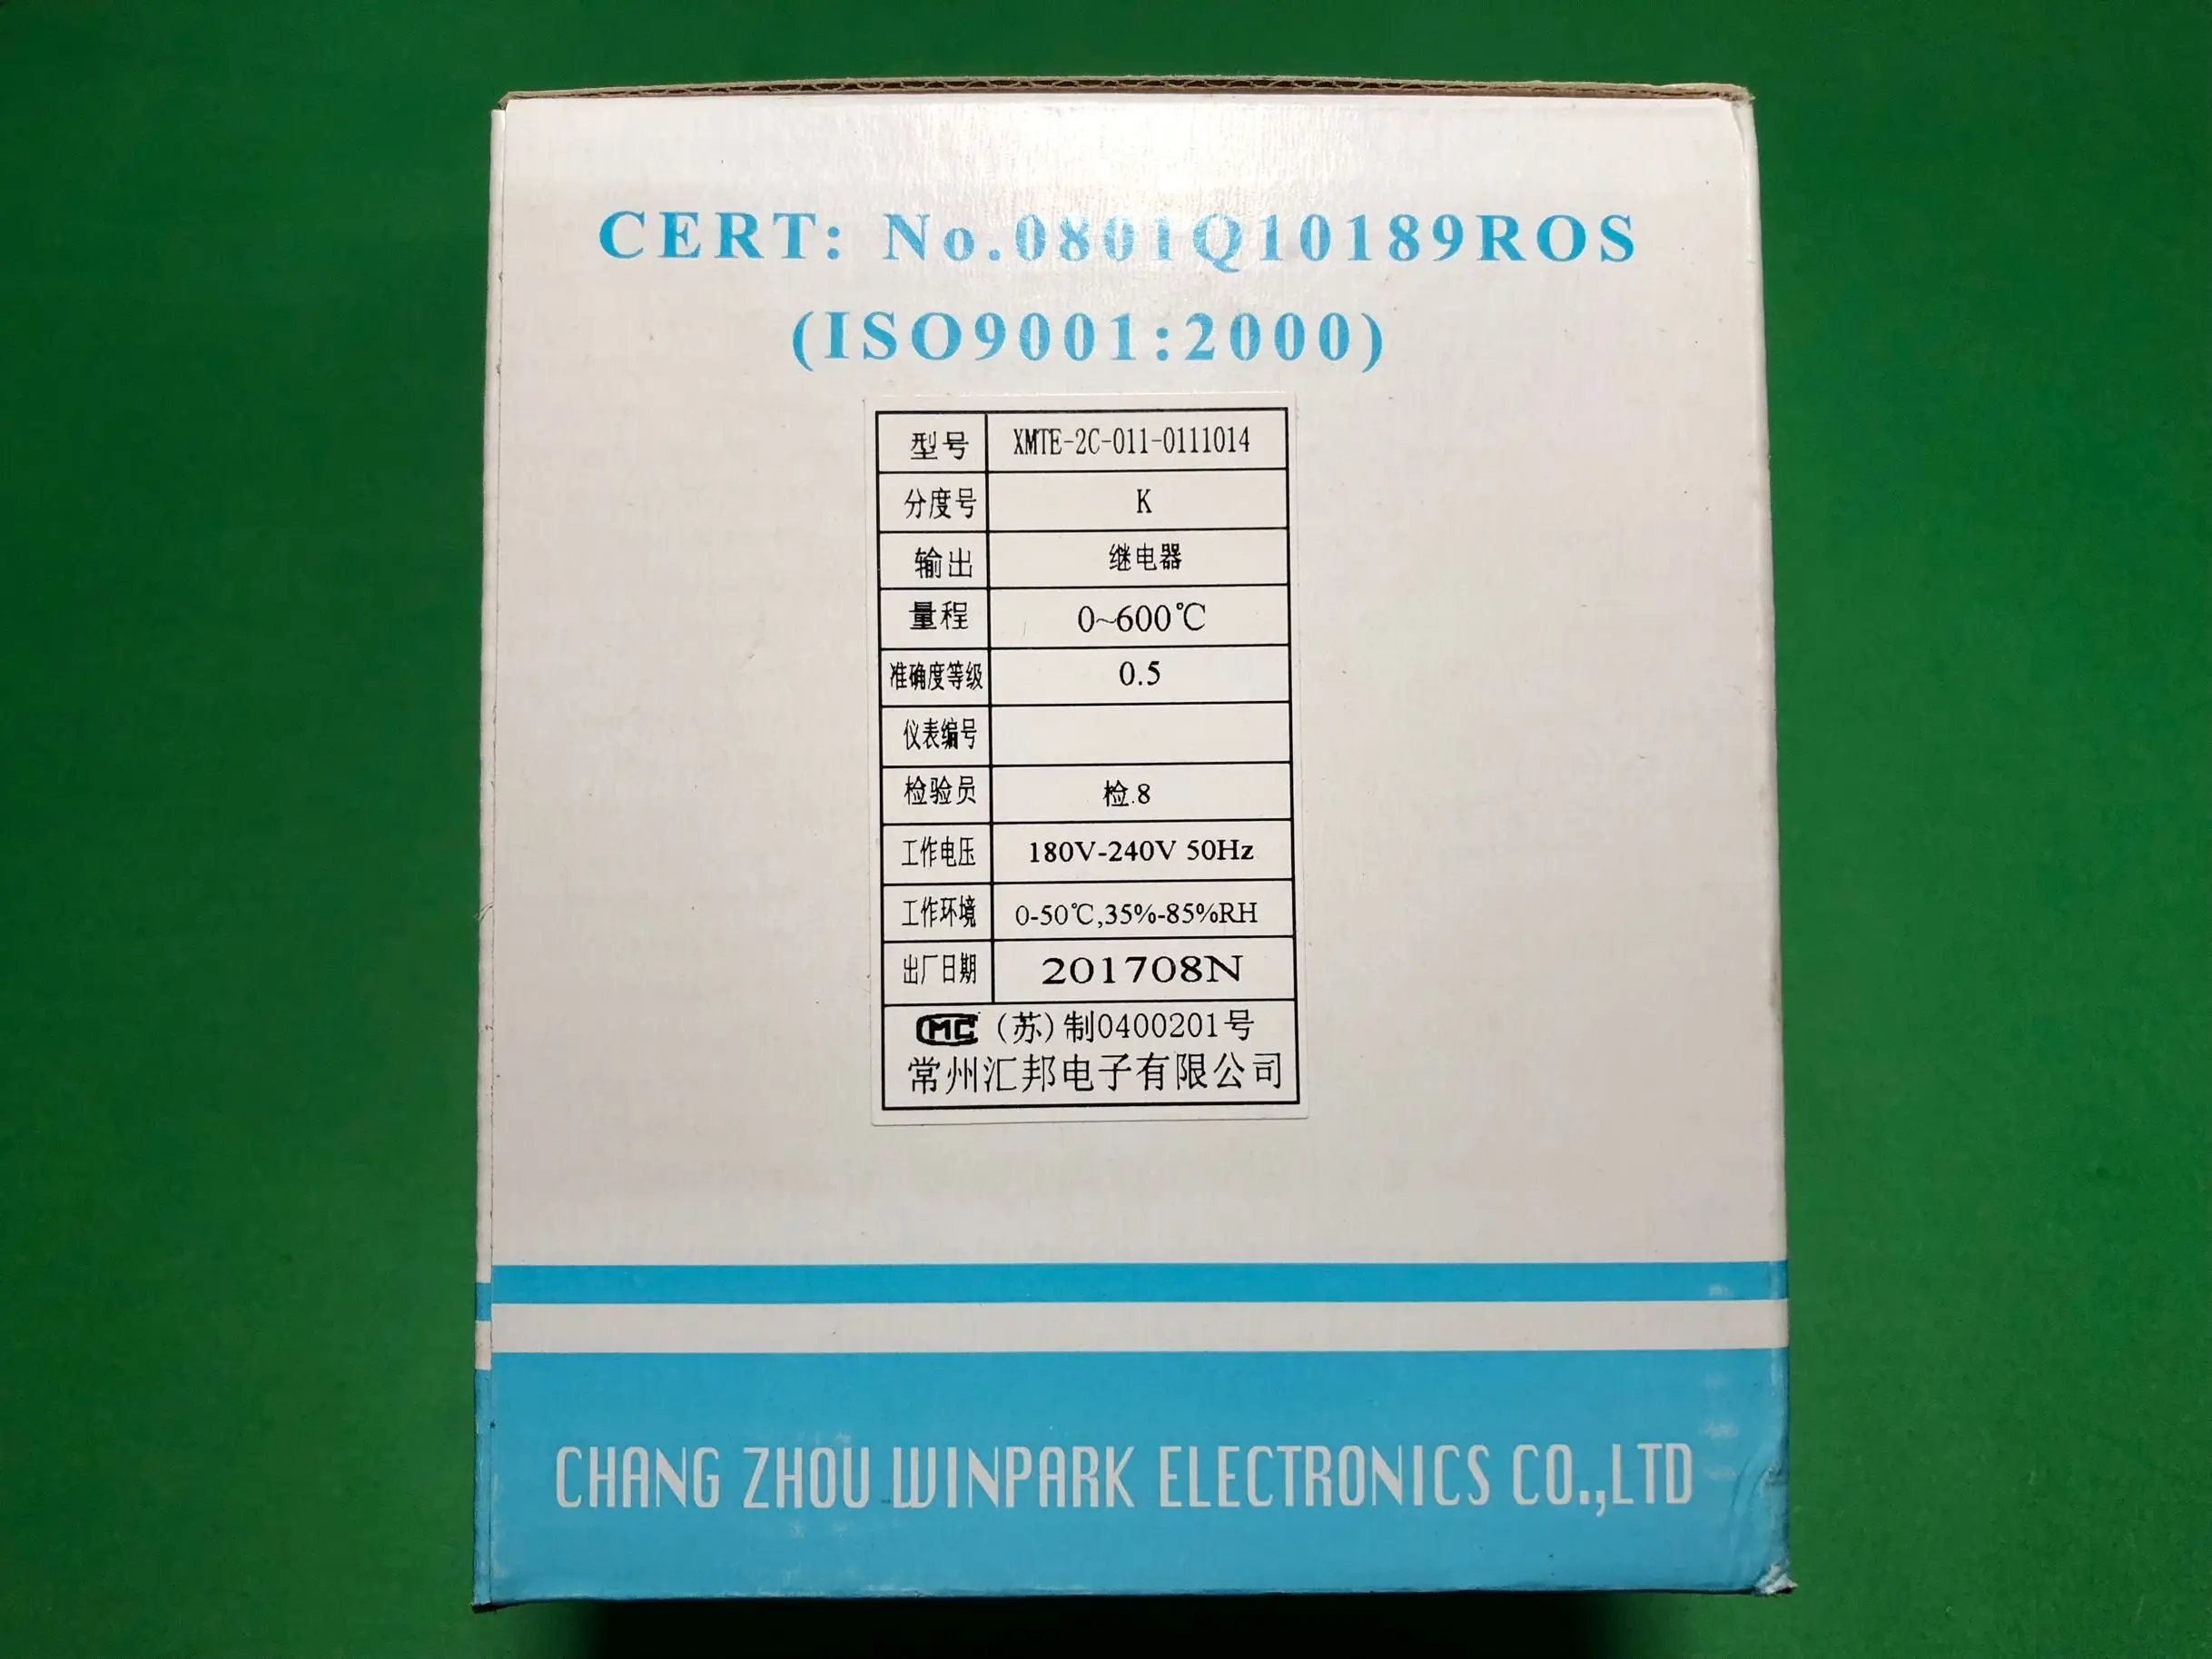 CERT: No.0801Q10189ROS
(ISO9001:2000)
型号 XMTE-2C-011-0111014
分度号 K
输出 继电器
量程 0~600℃
准确度等级 0.5
仪表编号
检验员 检.8
工作电压 180V-240V 50Hz
工作环境 0-50℃,35%-85%RH
出厂日期 201708N
MC (苏)制0400201号
常州汇邦电子有限公司
CHANG ZHOU WINPARK ELECTRONICS CO.,LTD